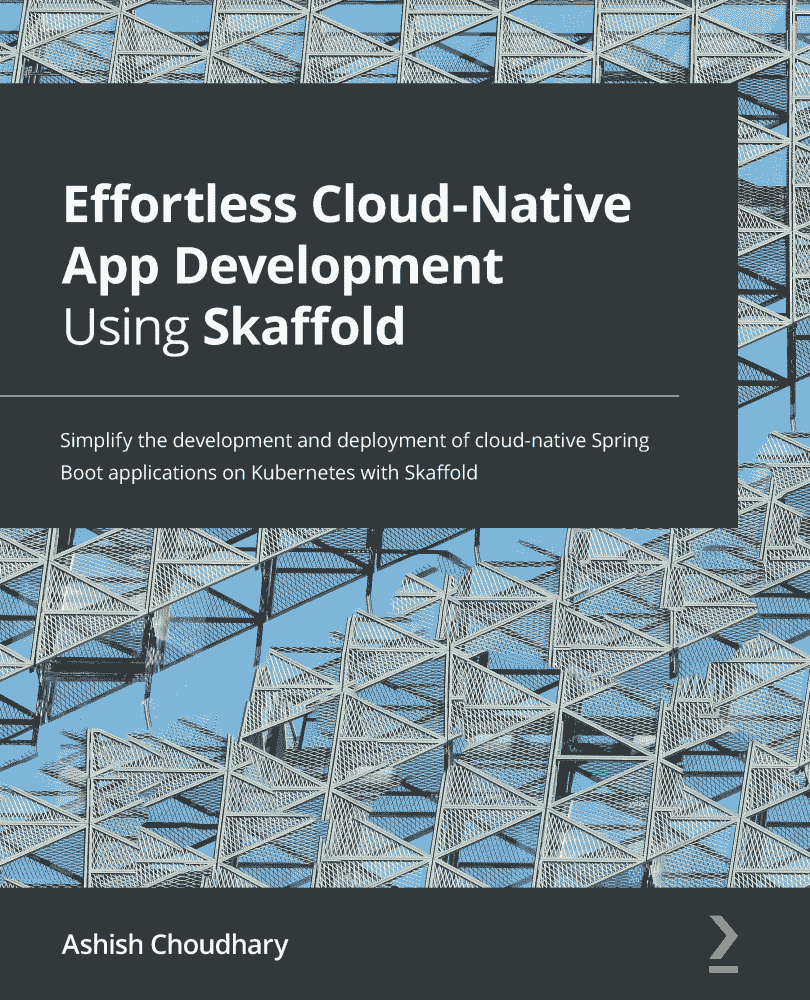 Effortless Cloud-Native
App Development
Using Skaffold
Simplify the development and deployment of cloud-native Spring
Boot applications on Kubernetes with Skaffold
Ashish Choudhary